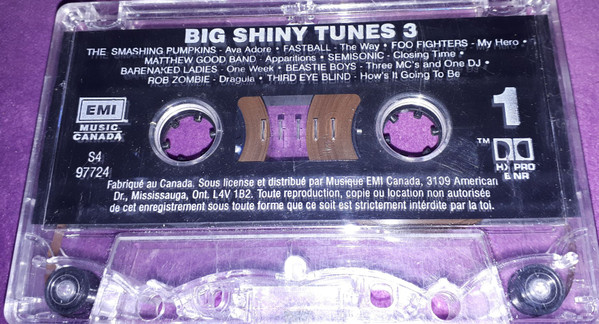 BIG SHINY TUNES 3
THE SMASHING PUMPKINS - Ava Adore • FASTBALL - The Way • FOO FIGHTERS - My Hero •
MATTHEW GOOD BAND - Apparitions • SEMISONIC - Closing Time •
BARENAKED LADIES - One Week • BEASTIE BOYS - Three MC's and One DJ •
ROB ZOMBIE - Dragula • THIRD EYE BLIND - How's It Going To Be
EMI
MUSIC
CANADA
S4
97724
1
TM
HX PRO
B NR
Fabriqué au Canada. Sous license et distribué par Musique EMI Canada, 3109 American
Dr., Mississauga, Ont. L4V 1B2. Toute reproduction, copie ou location non autorisée
de cet enregistrement sous toute forme que ce soit est strictement intérdite par la loi.